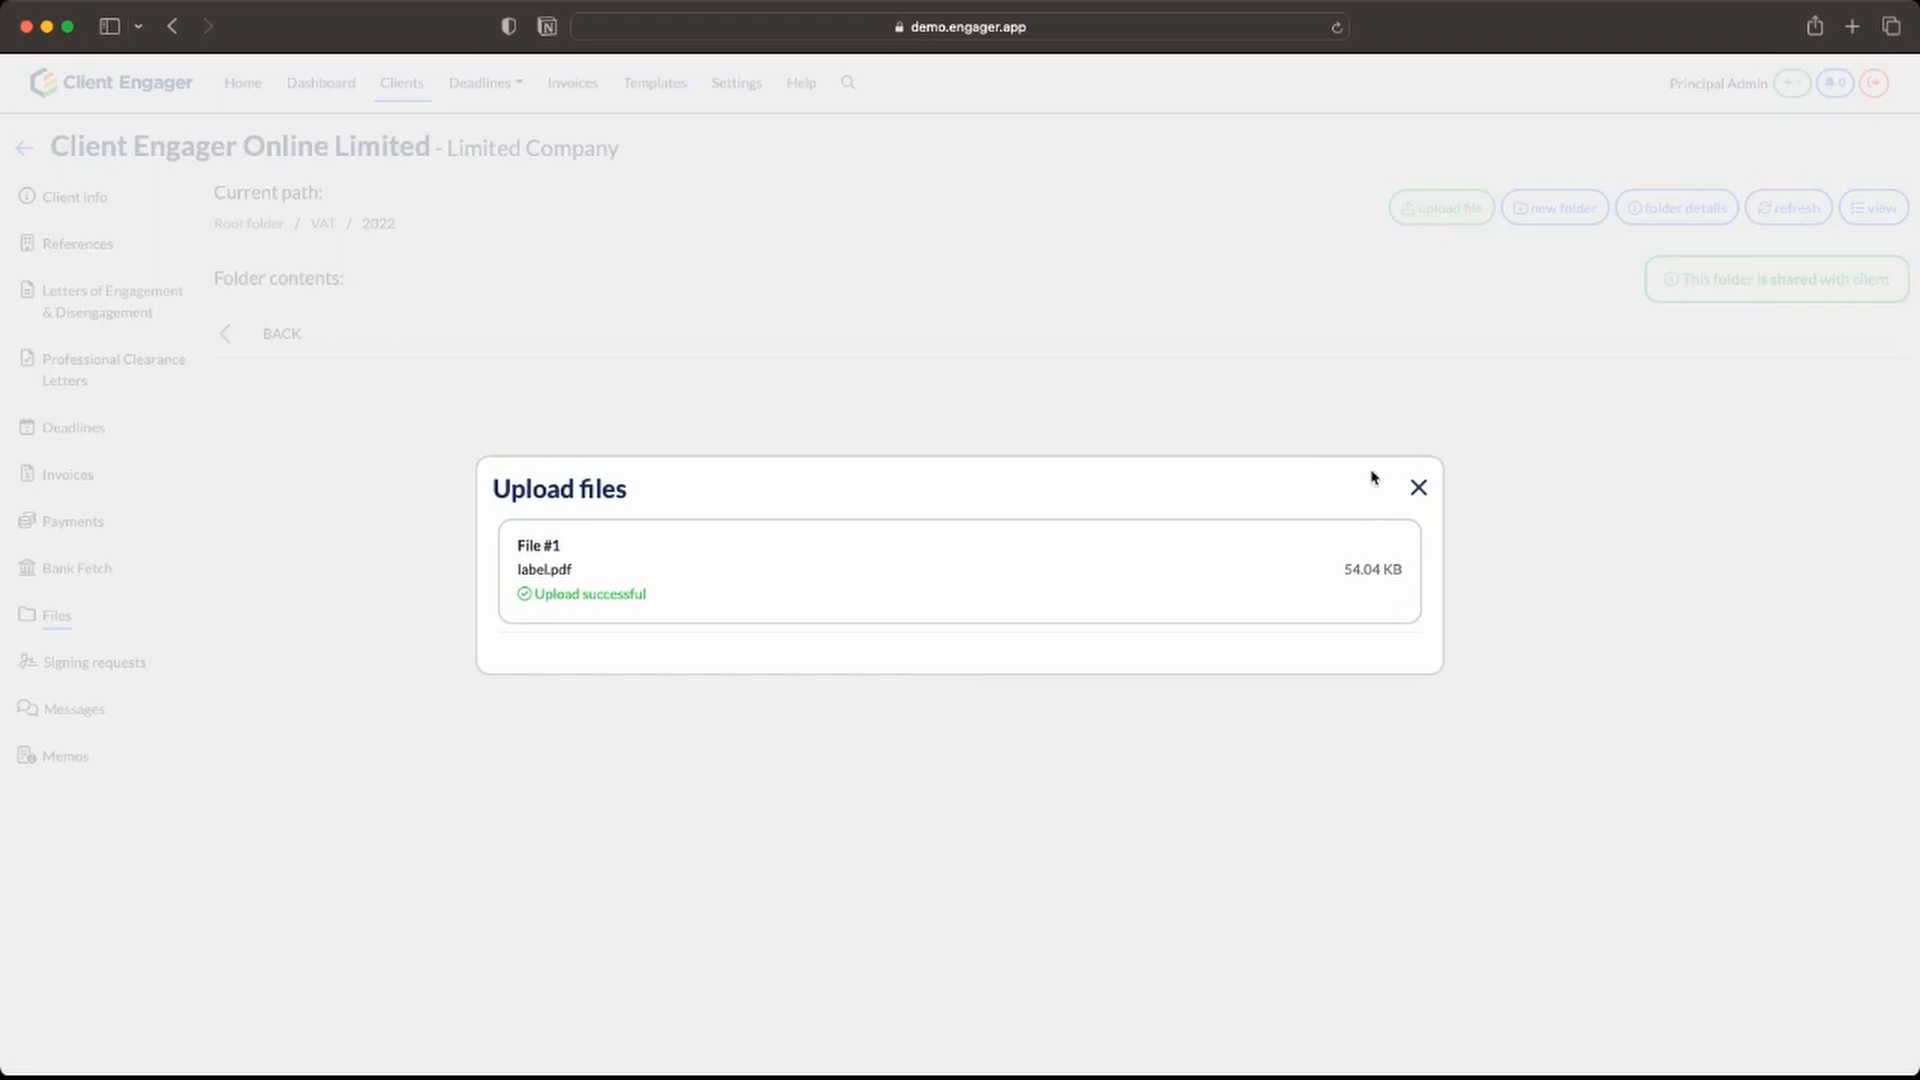 demo.engager.app
Client Engager
Home
Dashboard
Clients
Deadlines
Invoices
Templates
Settings
Help
Principal Admin
0
Client Engager Online Limited - Limited Company
Client info
References
Letters of Engagement
& Disengagement
Professional Clearance
Letters
Deadlines
Invoices
Payments
Bank Fetch
Files
Signing requests
Messages
Memos
Current path:
Root folder / VAT / 2022
upload file
new folder
folder details
refresh
view
Folder contents:
This folder is shared with client
BACK
Upload files
File #1
label.pdf
54.04 KB
Upload successful